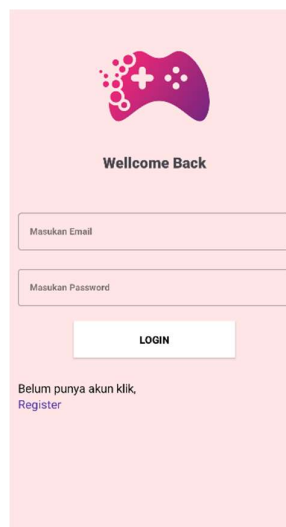 Wellcome Back
Masukan Email
Masukan Password
LOGIN
Belum punya akun klik,
Register